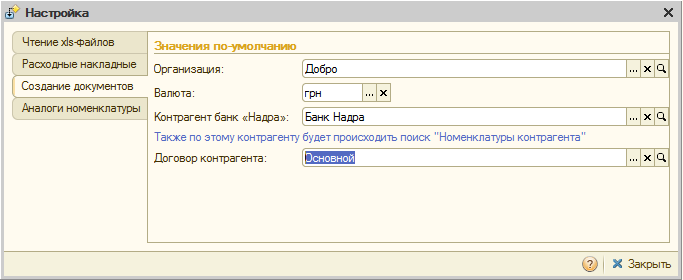 Настройка
Чтение xls-файлов
Расходные накладные
Создание документов
Аналоги номенклатуры
Значения по-умолчанию
Организация: Добро
Валюта: грн
Контрагент банк «Надра»: Банк Надра
Также по этому контрагенту будет происходить поиск "Номенклатуры контрагента"
Договор контрагента: Основной
? Закрыть